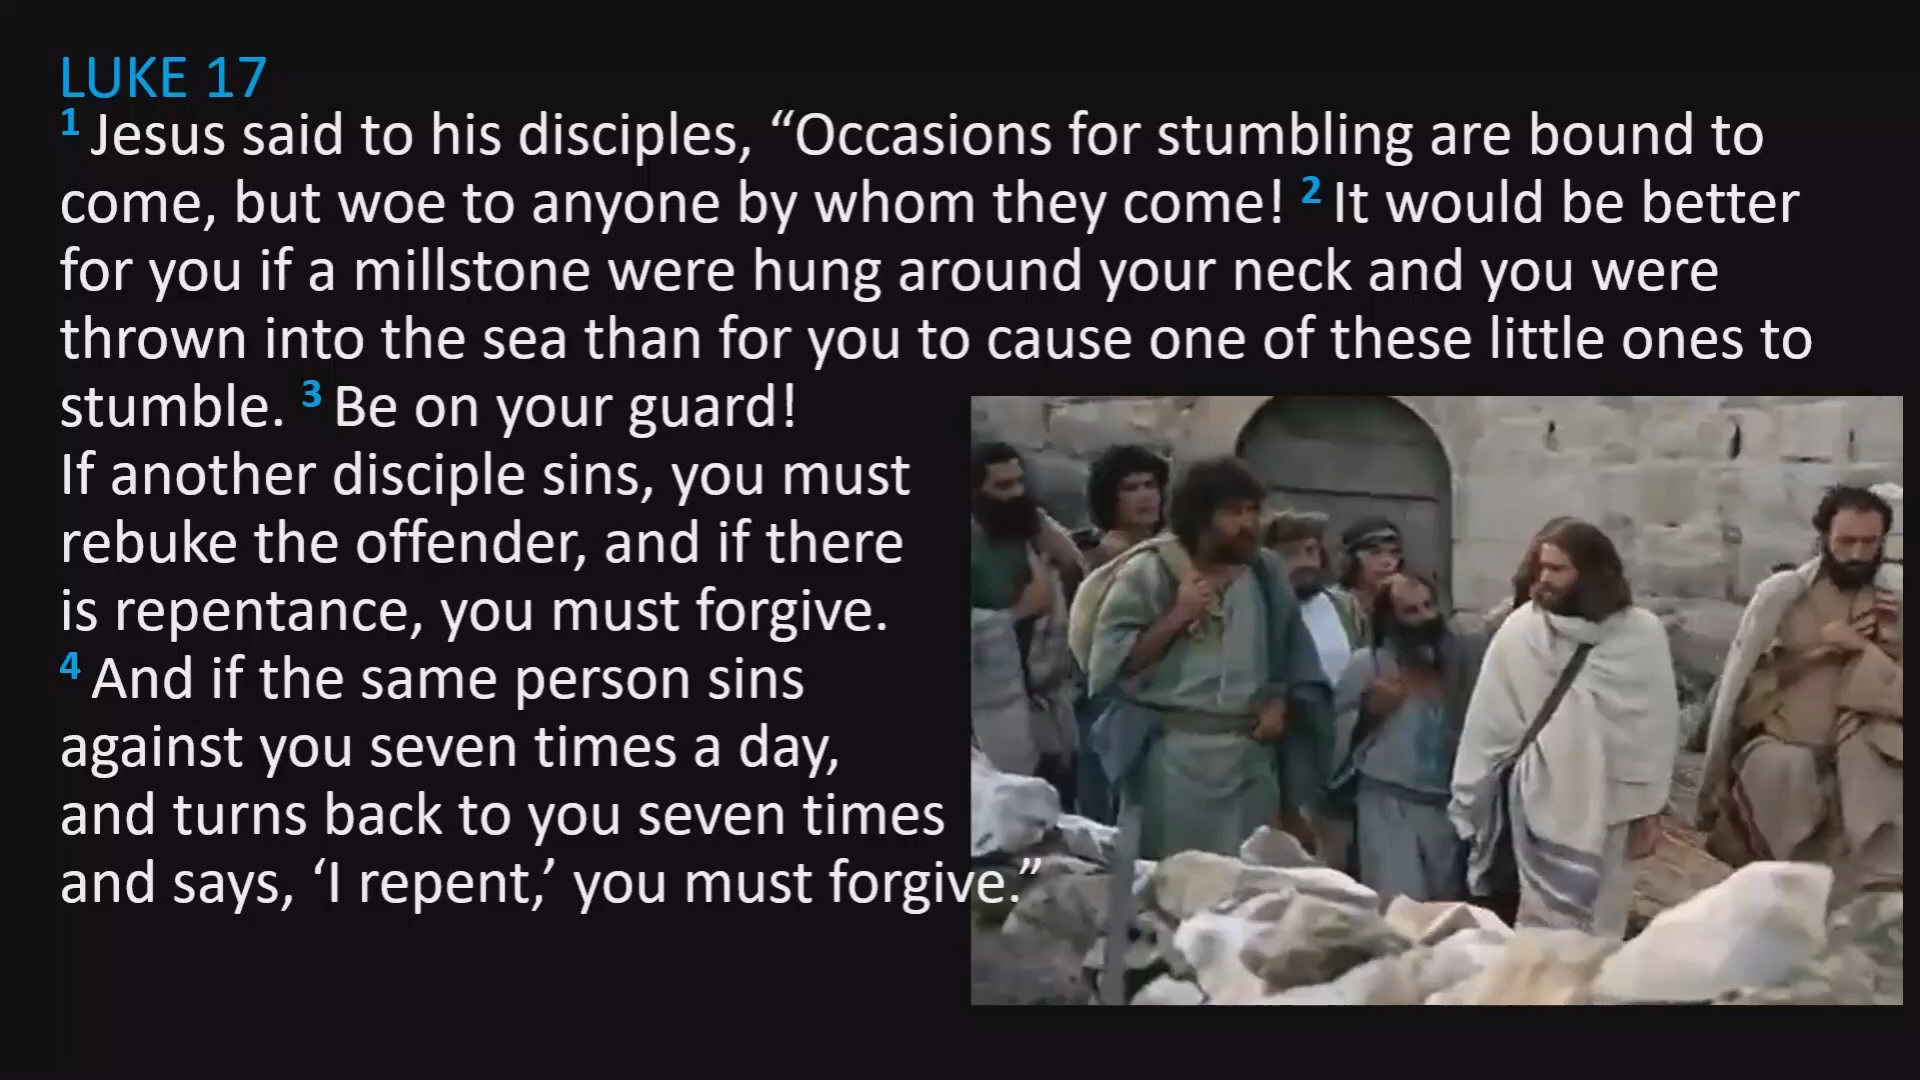 LUKE 17
1 Jesus said to his disciples, “Occasions for stumbling are bound to
come, but woe to anyone by whom they come! 2 It would be better
for you if a millstone were hung around your neck and you were
thrown into the sea than for you to cause one of these little ones to
stumble. 3 Be on your guard!
If another disciple sins, you must
rebuke the offender, and if there
is repentance, you must forgive.
4 And if the same person sins
against you seven times a day,
and turns back to you seven times
and says, ‘I repent,’ you must forgive.”